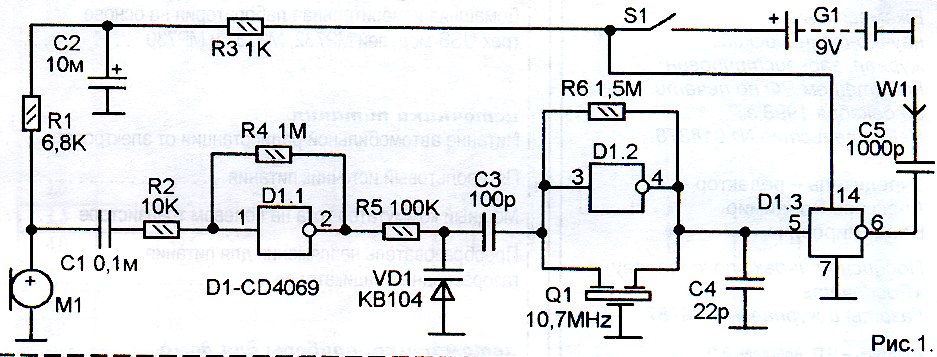 S1
G1
9V
C2
10м
R3 1K
R1
6,8K
R6 1,5M
W1
C5
1000p
R4 1M
D1.2
3
4
R2
10K
D1.1
1
2
R5 100K
C3
100p
D1.3
14
5
6
7
C1 0,1м
M1
D1-CD4069
VD1
KB104
Q1
10,7MHz
C4
22p
Рис.1.